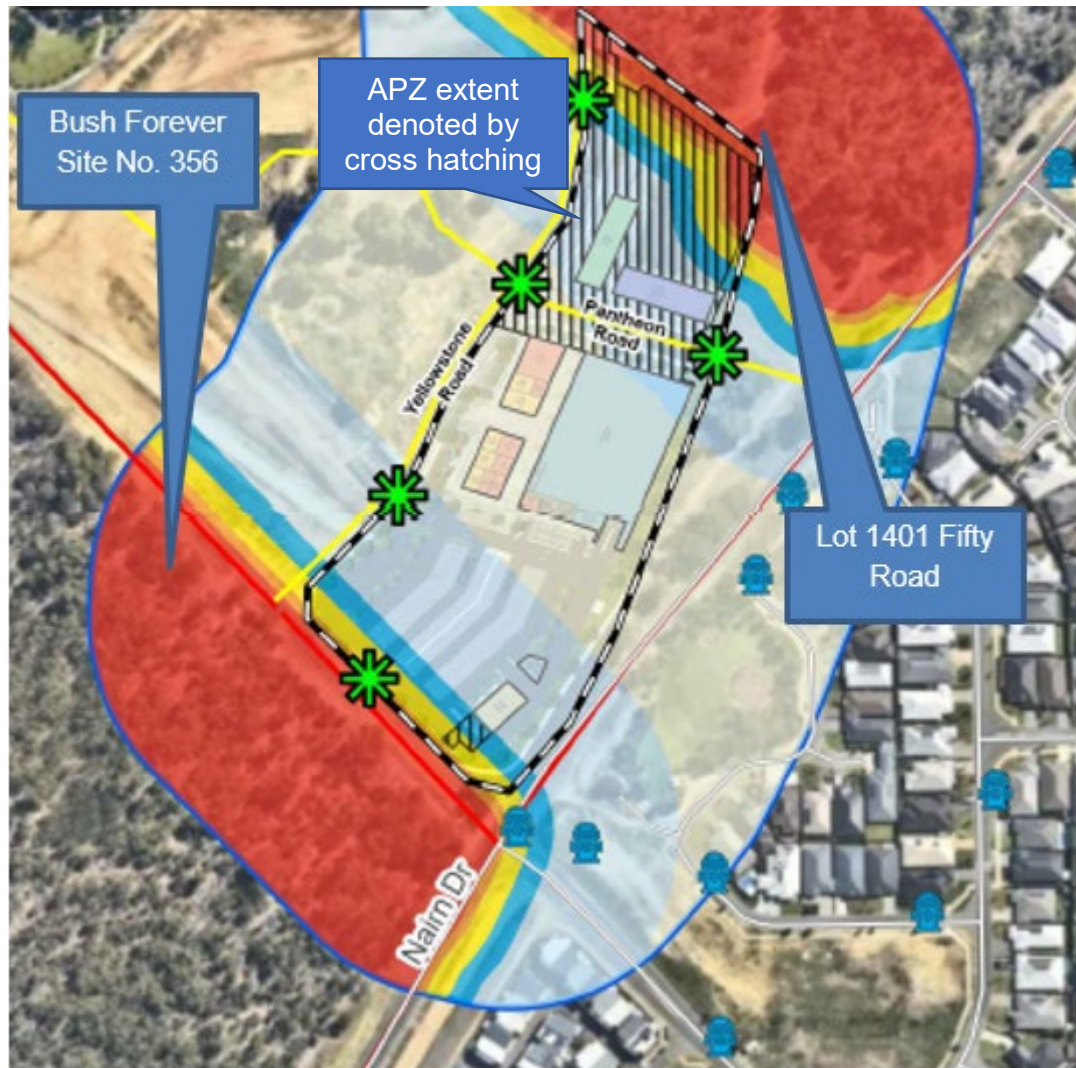 Bush Forever
Site No. 356
APZ extent
denoted by
cross hatching
Pantheon
Road
Yellowstone
Road
Lot 1401 Fifty
Road
Nairn Dr